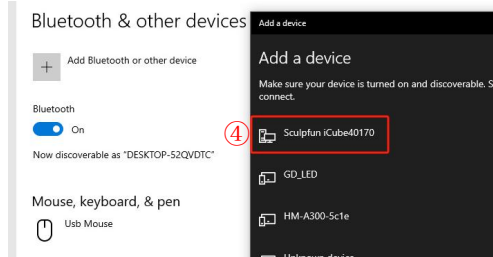 Bluetooth & other devices
Add Bluetooth or other device
Bluetooth
On
Now discoverable as "DESKTOP-52QVDTC"
Mouse, keyboard, & pen
Usb Mouse
Add a device
Add a device
Make sure your device is turned on and discoverable. S
connect.
④
Sculpfun iCube40170
GD_LED
HM-A300-5c1e
Unknown device